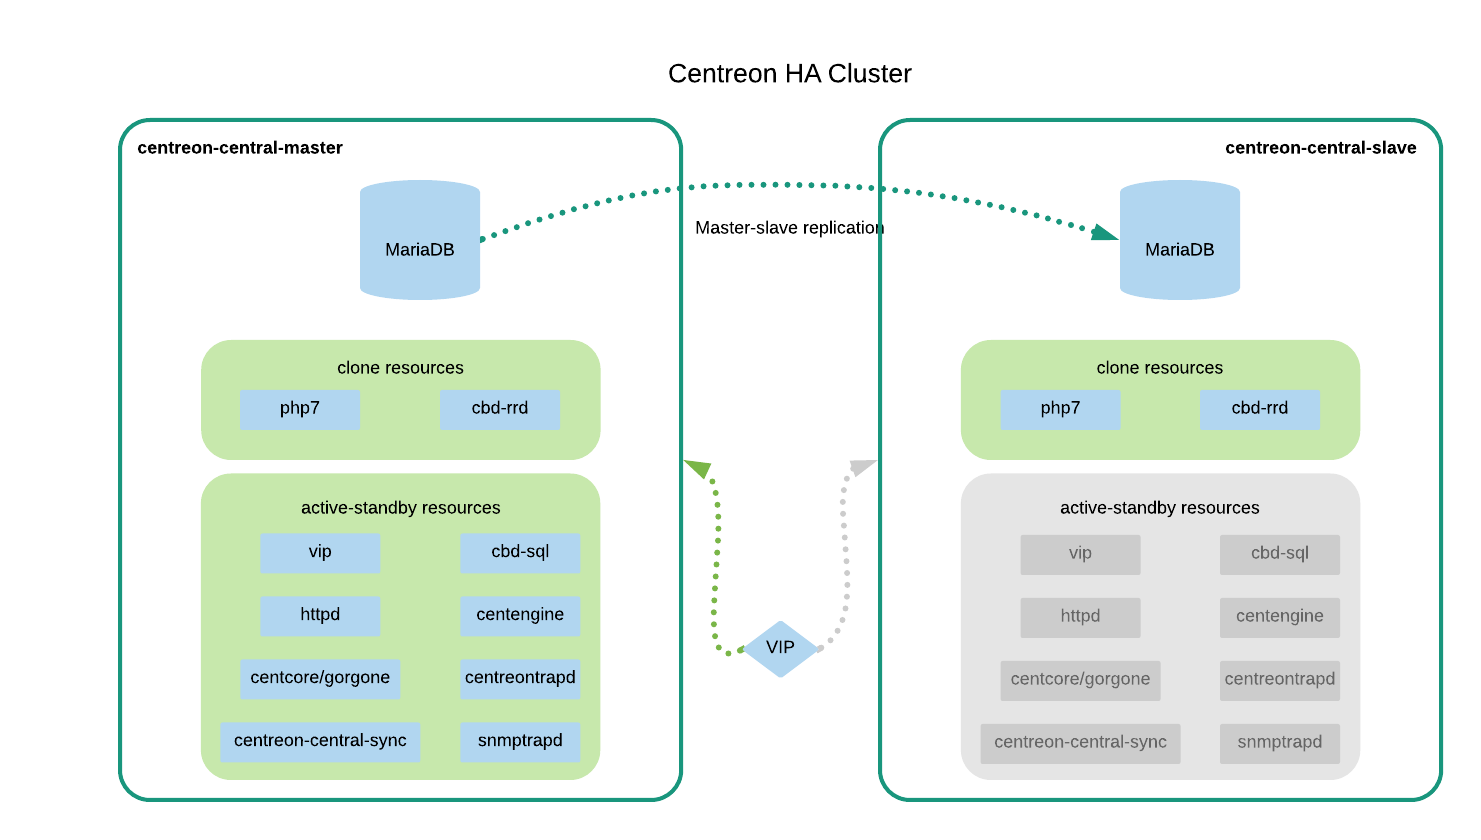 Centreon HA Cluster
centreon-central-master
MariaDB
clone resources
php7
cbd-rrd
active-standby resources
vip
cbd-sql
httpd
centengine
centcore/gorgone
centreontrapd
centreon-central-sync
snmptrapd
Master-slave replication
VIP
centreon-central-slave
MariaDB
clone resources
php7
cbd-rrd
active-standby resources
vip
cbd-sql
httpd
centengine
centcore/gorgone
centreontrapd
centreon-central-sync
snmptrapd